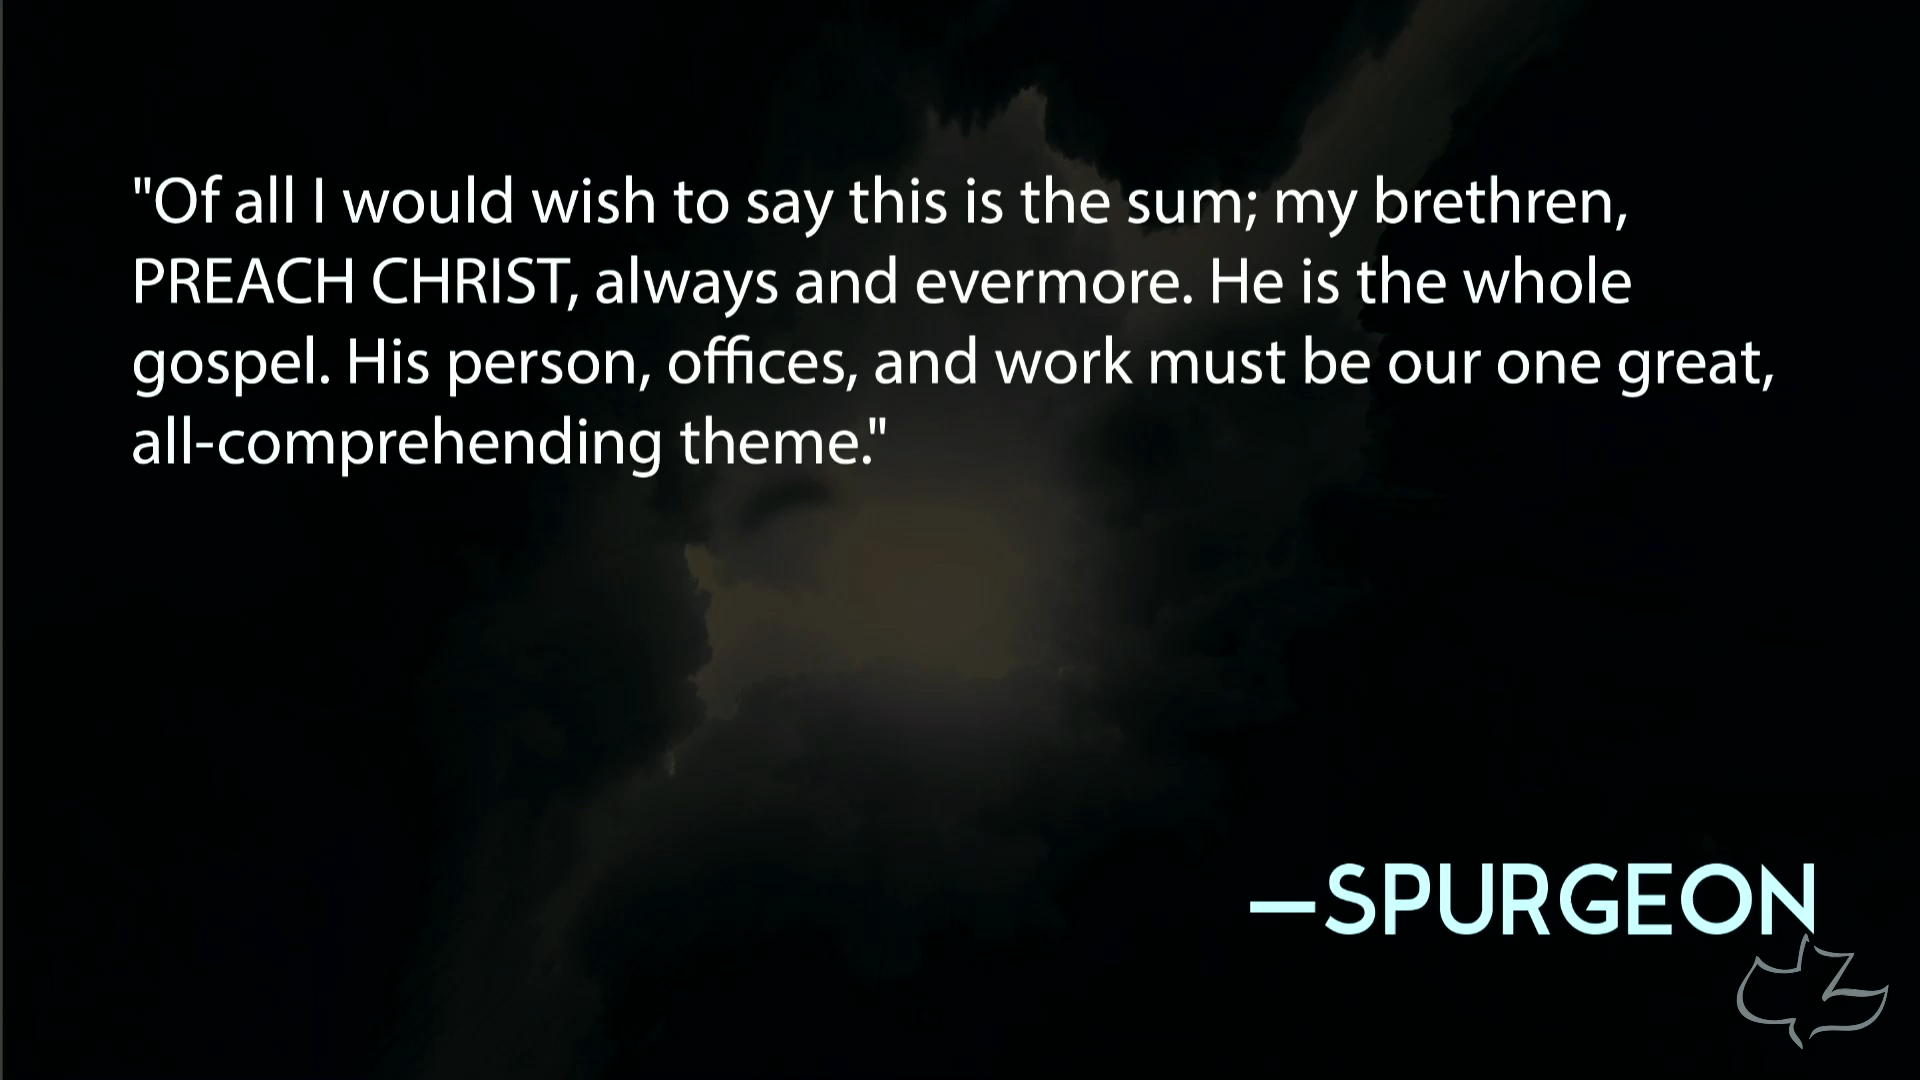 "Of all I would wish to say this is the sum; my brethren,
PREACH CHRIST, always and evermore. He is the whole
gospel. His person, offices, and work must be our one great,
all-comprehending theme."
—SPURGEON